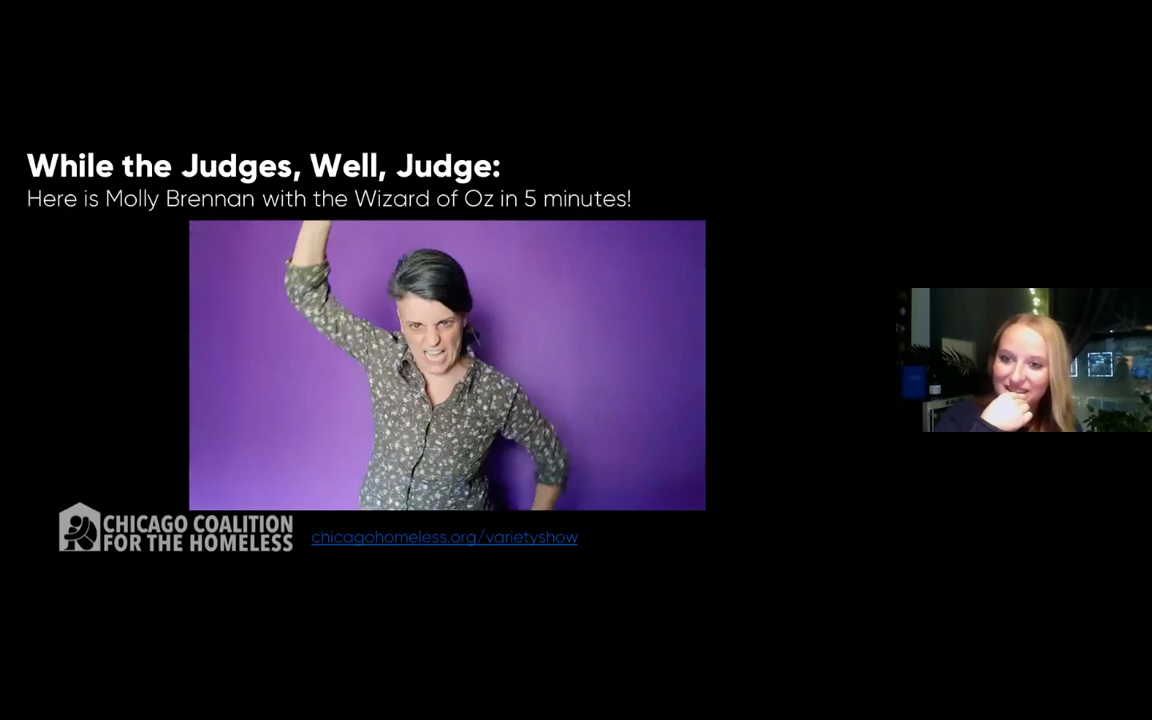 While the Judges, Well, Judge:
Here is Molly Brennan with the Wizard of Oz in 5 minutes!
CHICAGO COALITION
FOR THE HOMELESS
chicagohomeless.org/varietyshow